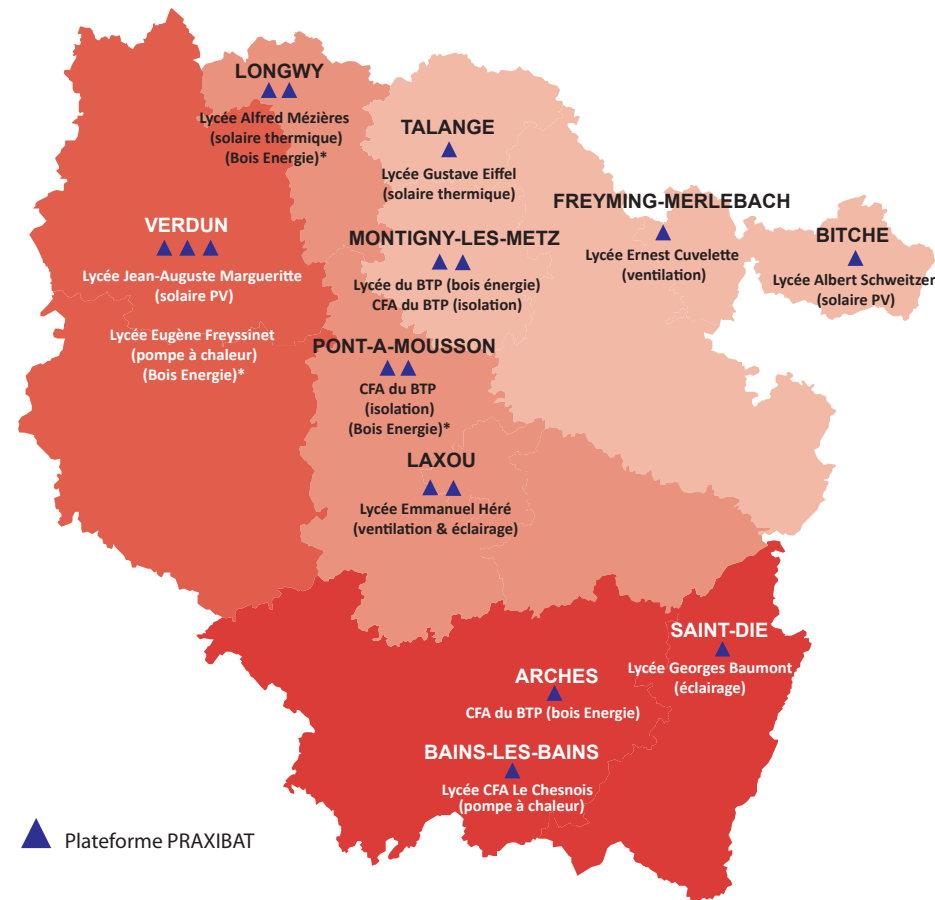 LONGWY
Lycée Alfred Mézières
(solaire thermique)
(Bois Energie)*
TALANGE
Lycée Gustave Eiffel
(solaire thermique)
FREYMING-MERLEBACH
Lycée Ernest Cuvelette
(ventilation)
BITCHE
Lycée Albert Schweitzer
(solaire PV)
VERDUN
Lycée Jean-Auguste Margueritte
(solaire PV)
Lycée Eugène Freyssinet
(pompe à chaleur)
(Bois Energie)*
MONTIGNY-LES-METZ
Lycée du BTP (bois énergie)
CFA du BTP (isolation)
PONT-A-MOUSSON
CFA du BTP
(isolation)
(Bois Energie)*
LAXOU
Lycée Emmanuel Héré
(ventilation & éclairage)
SAINT-DIE
Lycée Georges Baumont
(éclairage)
ARCHES
CFA du BTP (bois Energie)
BAINS-LES-BAINS
Lycée CFA Le Chesnois
(pompe à chaleur)
Plateforme PRAXIBAT